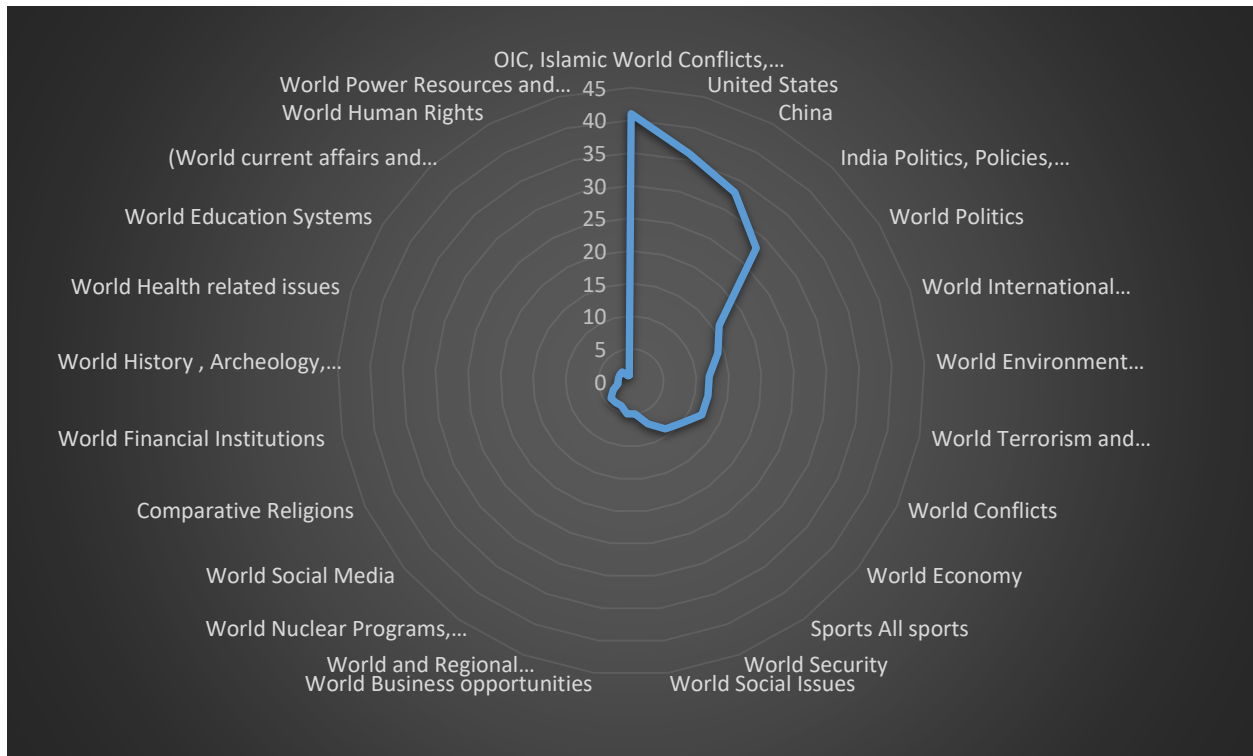 OIC, Islamic World Conflicts,...
United States
China
India Politics, Policies,...
World Politics
World International...
World Environment...
World Terrorism and...
World Conflicts
World Economy
Sports All sports
World Security
World Social Issues
World Business opportunities
World and Regional...
World Nuclear Programs,...
World Social Media
Comparative Religions
World Financial Institutions
World History , Archeology,...
World Health related issues
World Education Systems
(World current affairs and...
World Human Rights
World Power Resources and...
45
40
35
30
25
20
15
10
5
0